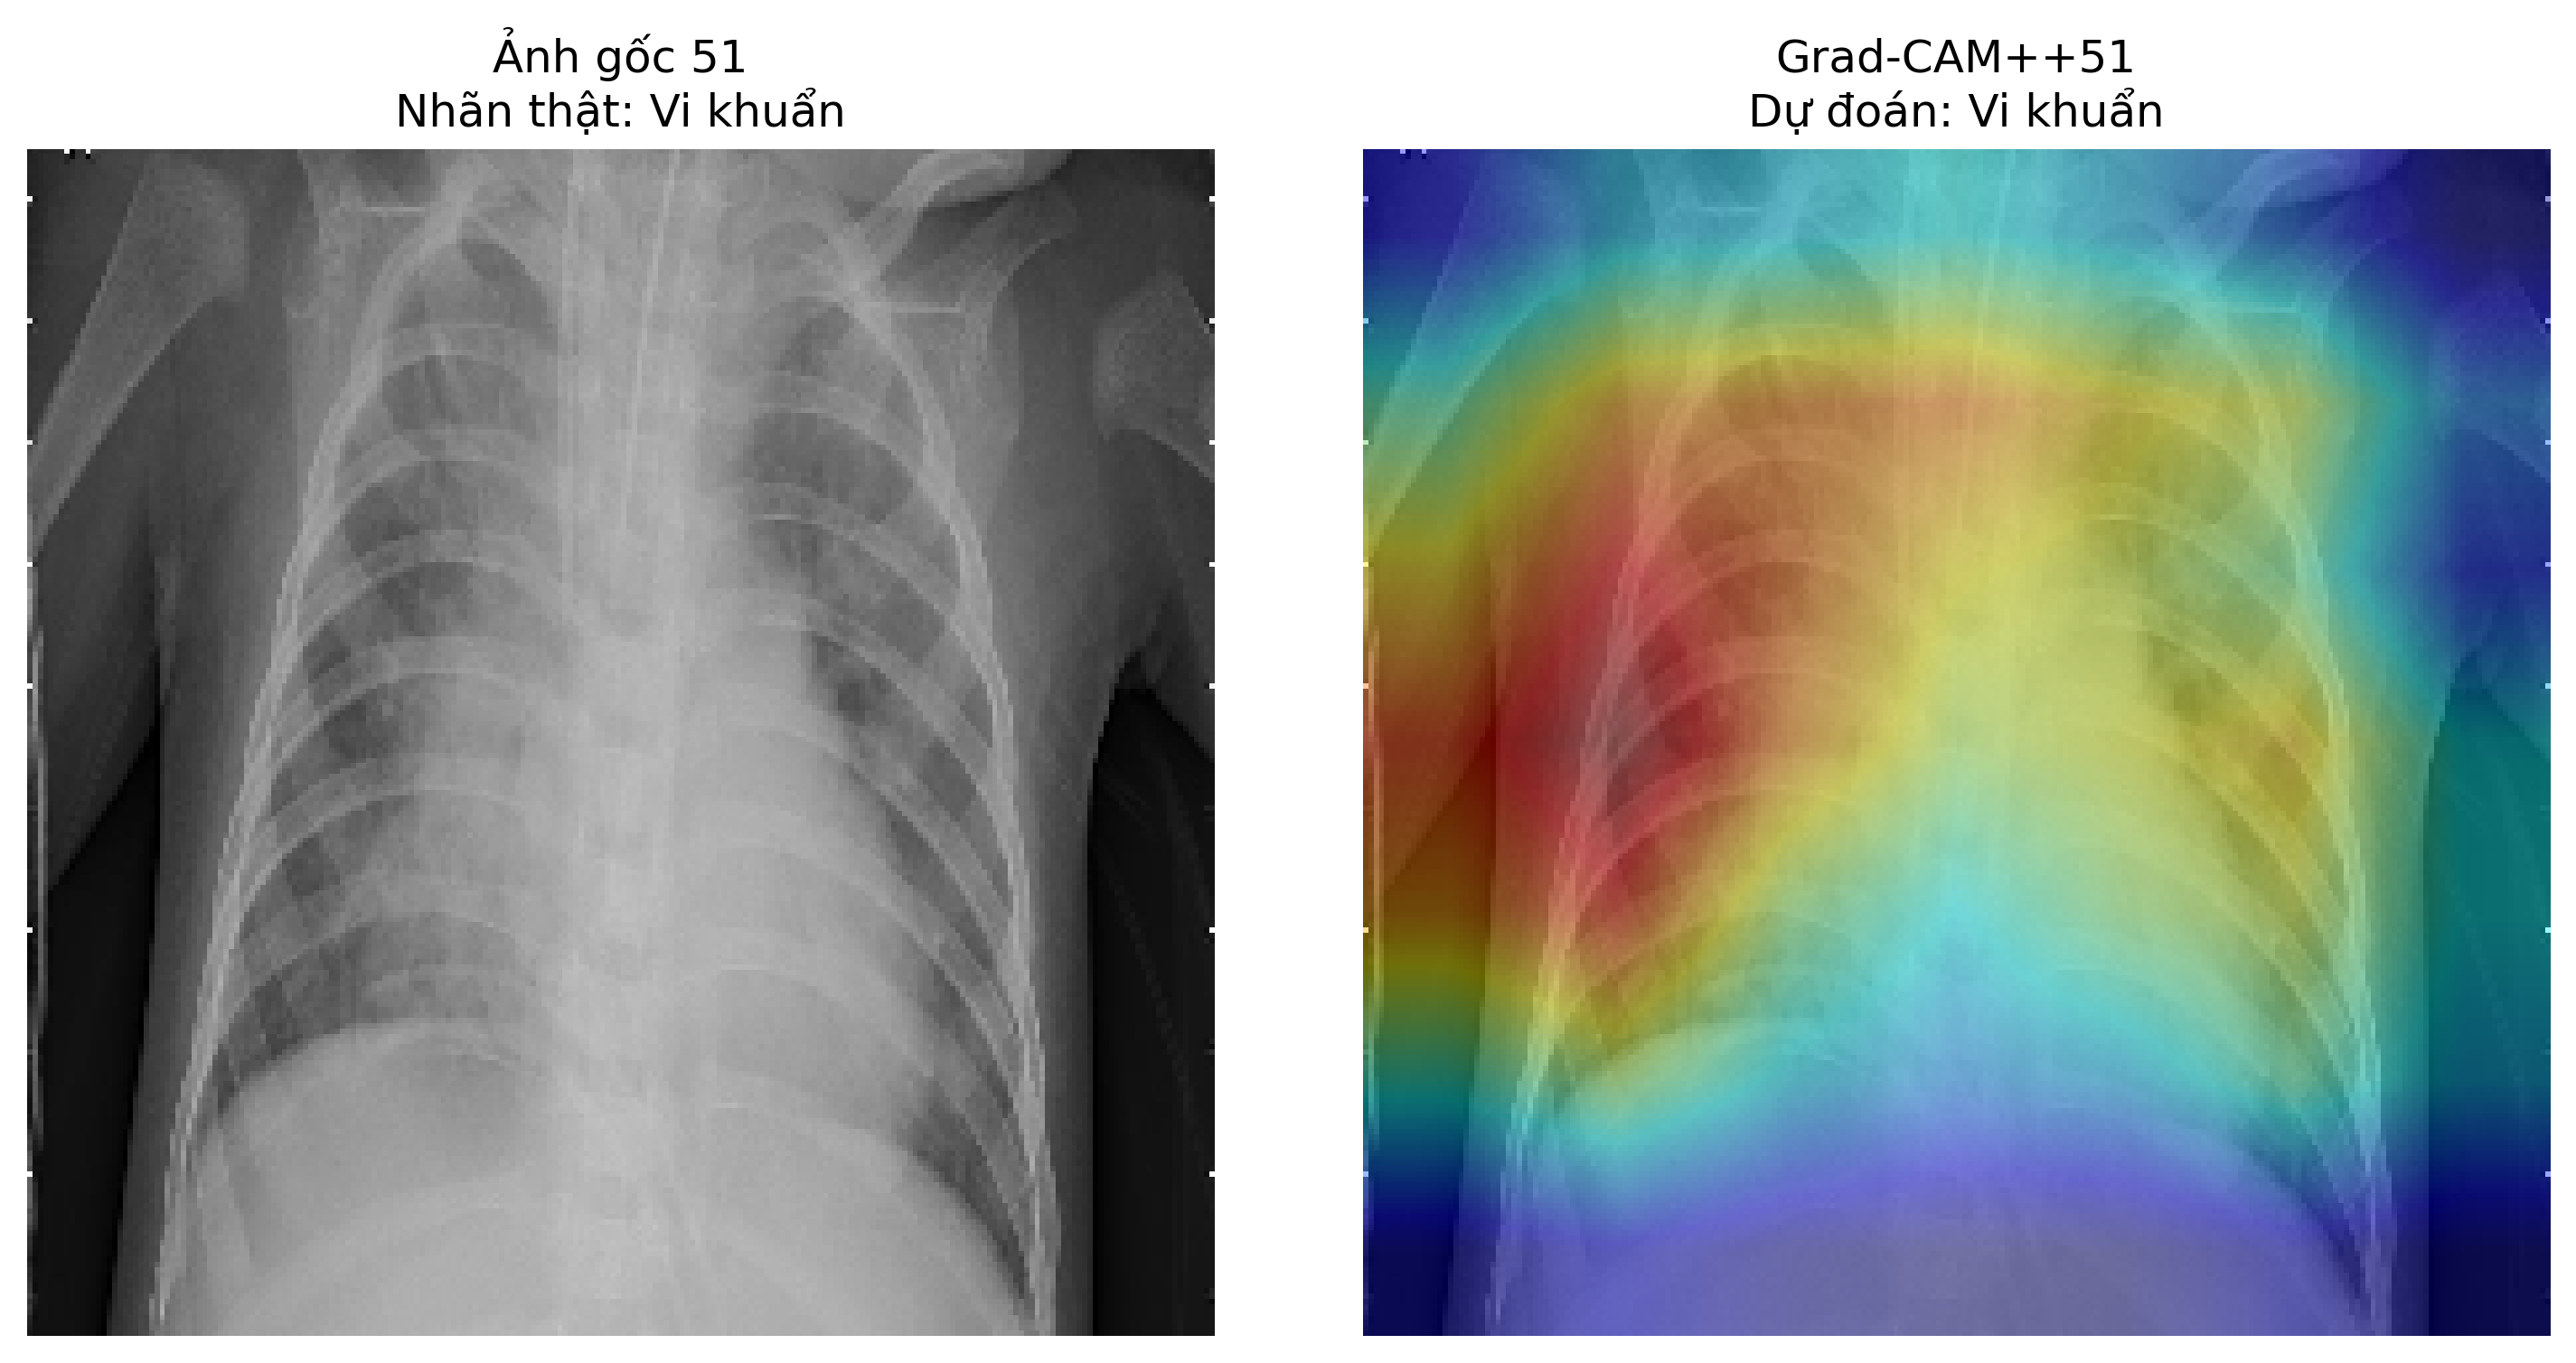 Ảnh gốc 51
Nhãn thật: Vi khuẩn
Grad-CAM++51
Dự đoán: Vi khuẩn